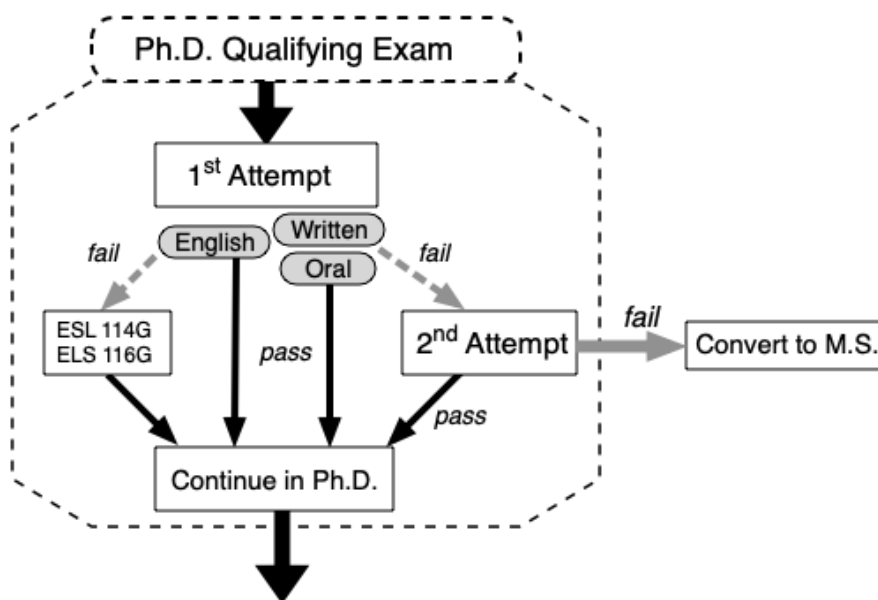 Ph.D. Qualifying Exam
1st Attempt
Written
English
Oral
fail
fail
ESL 114G
ELS 116G
pass
2nd Attempt
fail
Convert to M.S.
pass
Continue in Ph.D.